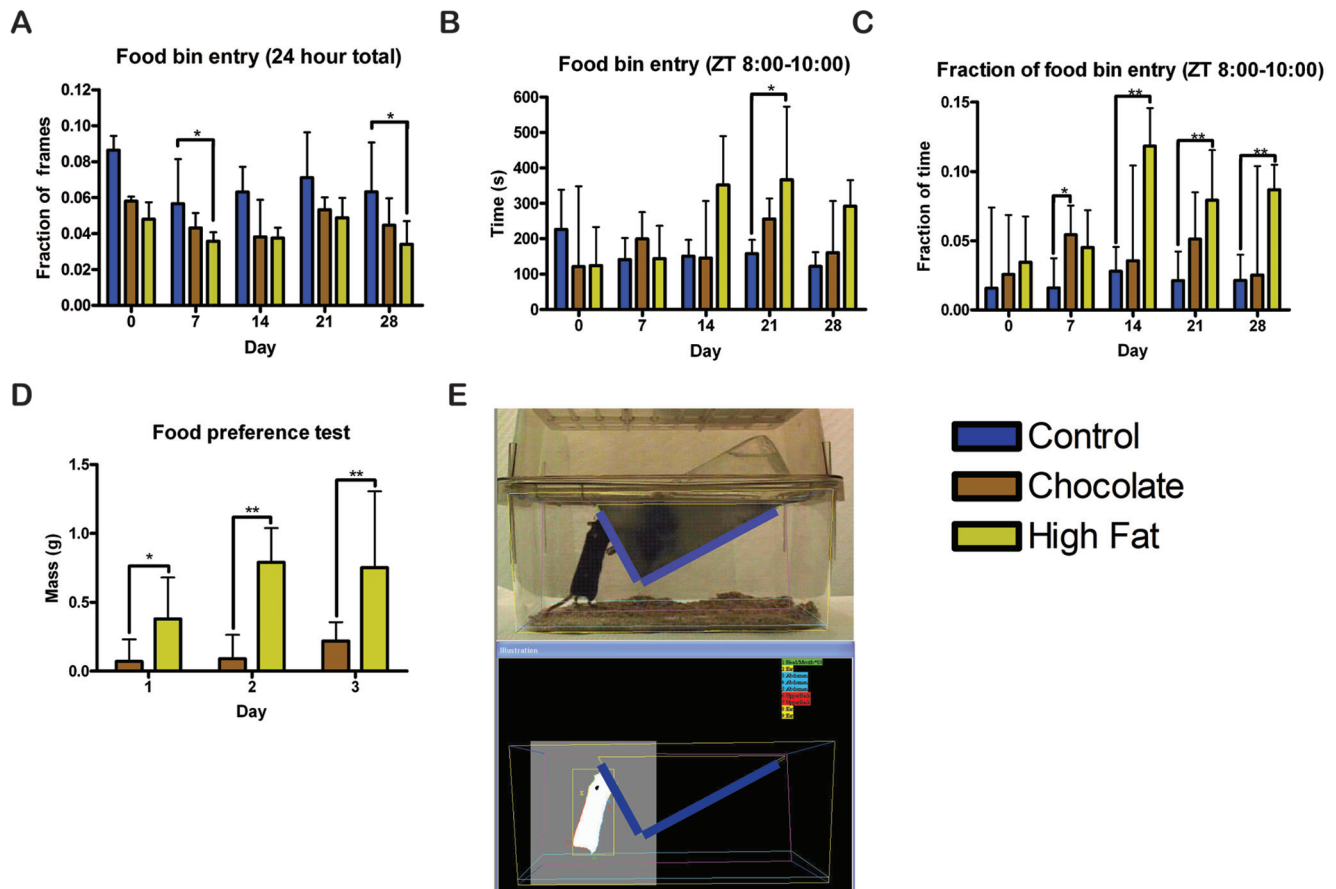 A
Food bin entry (24 hour total)
Fraction of frames
0.12
0.10
0.08
0.06
0.04
0.02
0.00
*
*
0 7 14 21 28
Day
B
Food bin entry (ZT 8:00-10:00)
Time (s)
600
500
400
300
200
100
0
*
0 7 14 21 28
Day
C
Fraction of food bin entry (ZT 8:00-10:00)
Fraction of time
0.15
0.10
0.05
0.00
*
**
**
**
0 7 14 21 28
Day
D
Food preference test
Mass (g)
1.5
1.0
0.5
0.0
*
**
**
1 2 3
Day
E
Illustration
Control
Chocolate
High Fat